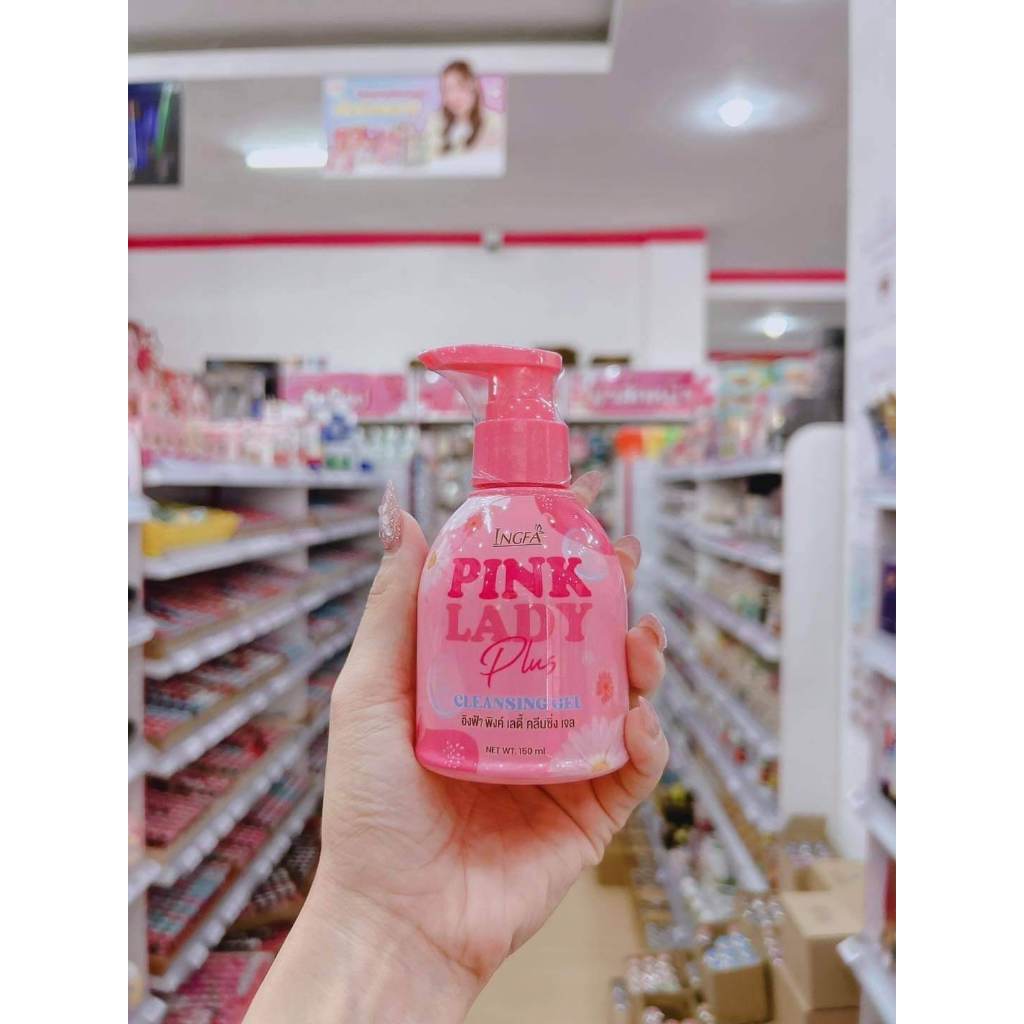 INGFA
PINK
LADY
Plus
CLEANSING GEL
อิงฟ้า พิงค์ เลดี้ คลีนซิ่ง เจล
NET WT. 150 ml